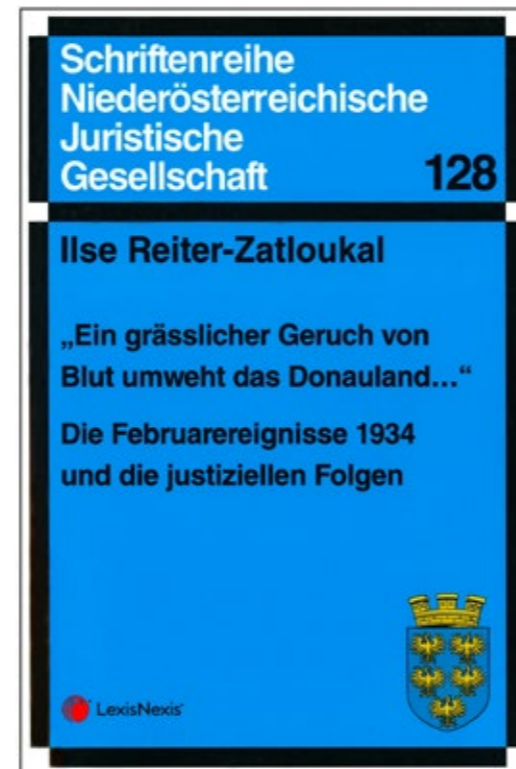 Schriftenreihe
Niederösterreichische
Juristische
Gesellschaft 128
Ilse Reiter-Zatloukal
„Ein grässlicher Geruch von
Blut umweht das Donauland...“
Die Februarereignisse 1934
und die justiziellen Folgen
LexisNexis®